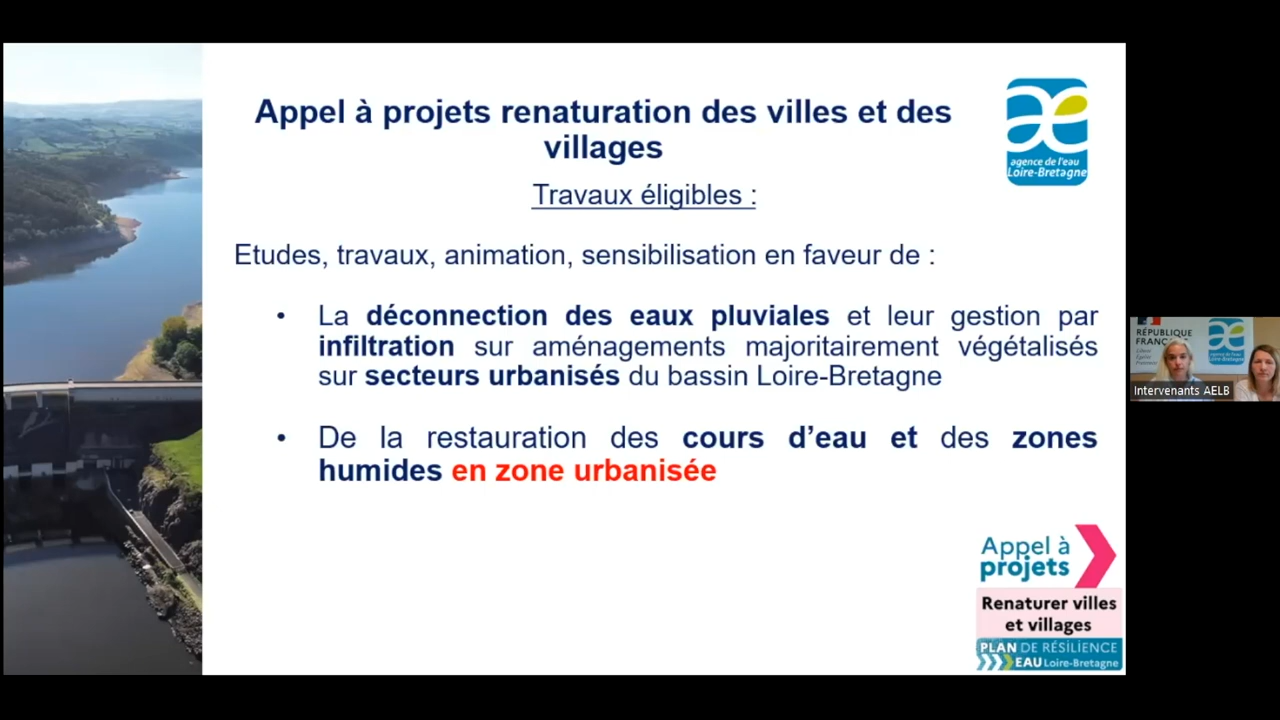 Appel à projets renaturation des villes et des
villages
agence de l'eau
Loire-Bretagne
Travaux éligibles :
Etudes, travaux, animation, sensibilisation en faveur de :
• La déconnection des eaux pluviales et leur gestion par
infiltration sur aménagements majoritairement végétalisés
sur secteurs urbanisés du bassin Loire-Bretagne
• De la restauration des cours d’eau et des zones
humides en zone urbanisée
Appel à
projets
Renaturer villes
et villages
PLAN DE RÉSILIENCE
EAU Loire-Bretagne
RÉPUBLIQUE
Intervenants AELB